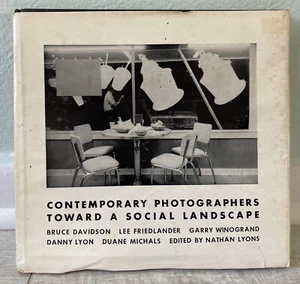 CONTEMPORARY PHOTOGRAPHERS
TOWARD A SOCIAL LANDSCAPE
BRUCE DAVIDSON LEE FRIEDLANDER GARRY WINOGRAND
DANNY LYON DUANE MICHALS EDITED BY NATHAN LYONS